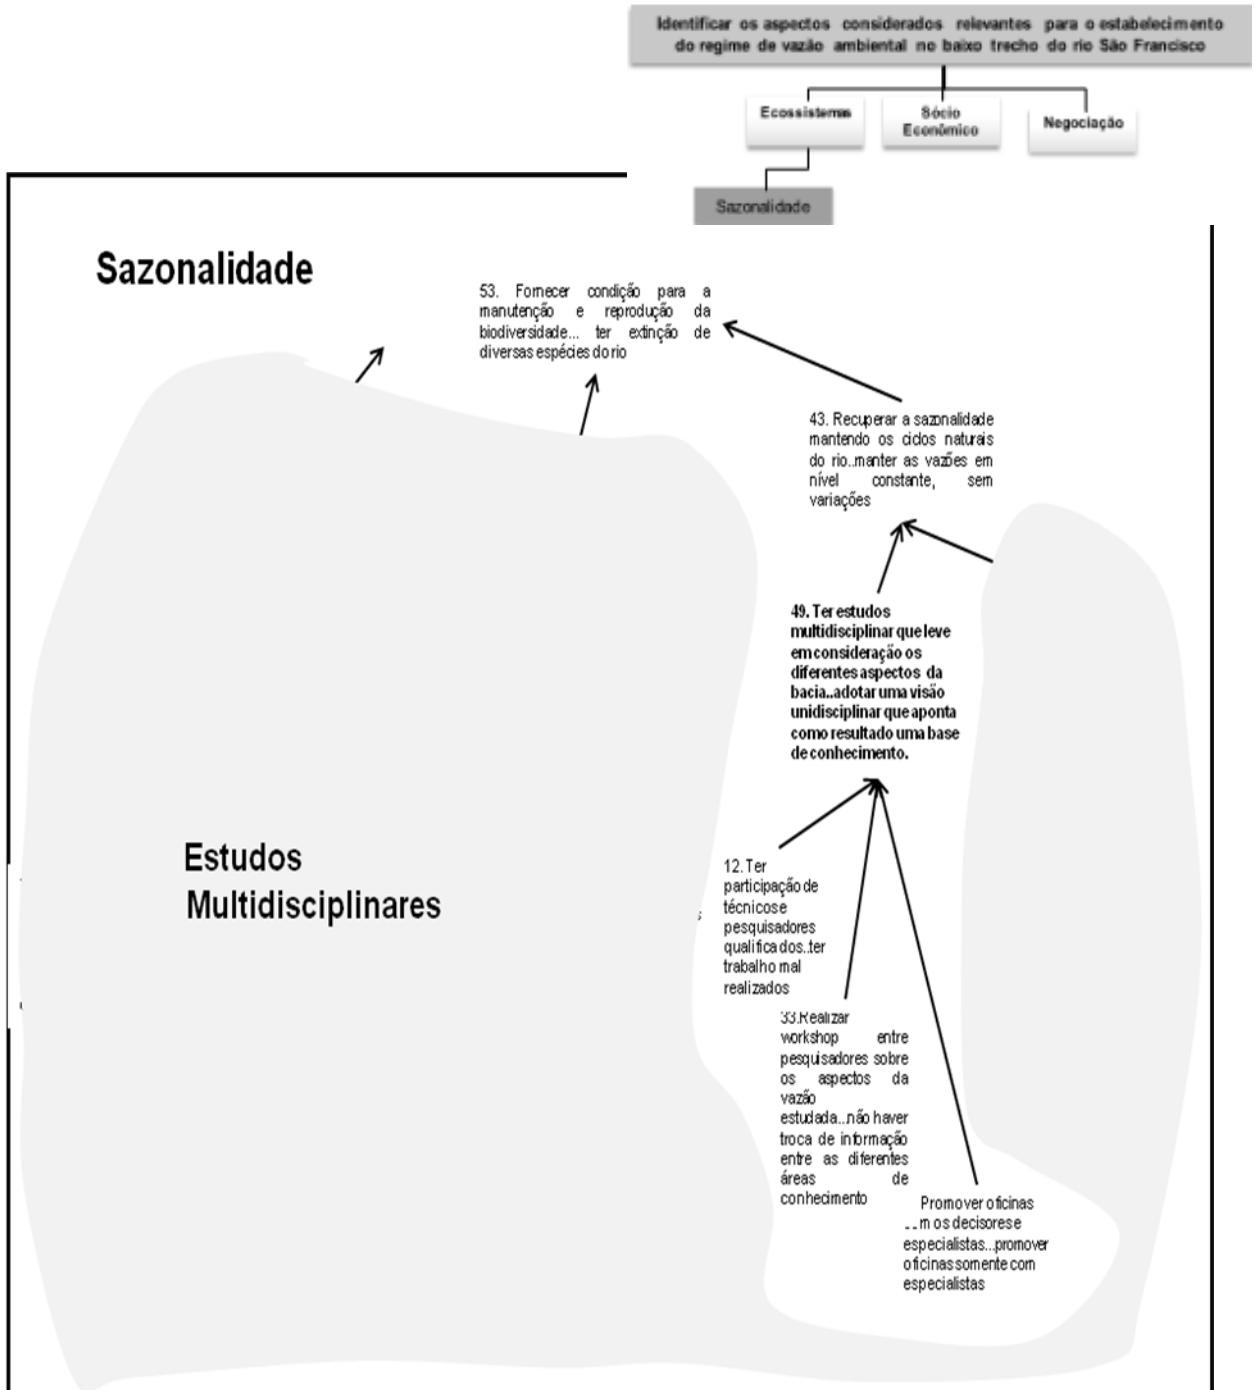 Identificar os aspectos considerados relevantes para o estabelecimento
do regime de vazão ambiental no baixo trecho do rio São Francisco
Ecossistemas
Sócio
Econômico
Negociação
Sazonalidade
Sazonalidade
53. Fornecer condição para a
manutenção e reprodução da
biodiversidade... ter extinção de
diversas espécies do rio
43. Recuperar a sazonalidade
mantendo os ciclos naturais
do rio..manter as vazões em
nível constante, sem
variações
49. Ter estudos
multidisciplinar que leve
em consideração os
diferentes aspectos da
bacia..adotar uma visão
unidisciplinar que aponta
como resultado uma base
de conhecimento.
Estudos
Multidisciplinares
12. Ter
participação de
técnicos e
pesquisadores
qualificados..ter
trabalho mal
realizados
33.Realizar
workshop entre
pesquisadores sobre
os aspectos da
vazão
estudada...não haver
troca de informação
entre as diferentes
áreas de
conhecimento
Promover oficinas
os decisores e
especialistas...promover
oficinas somente com
especialistas